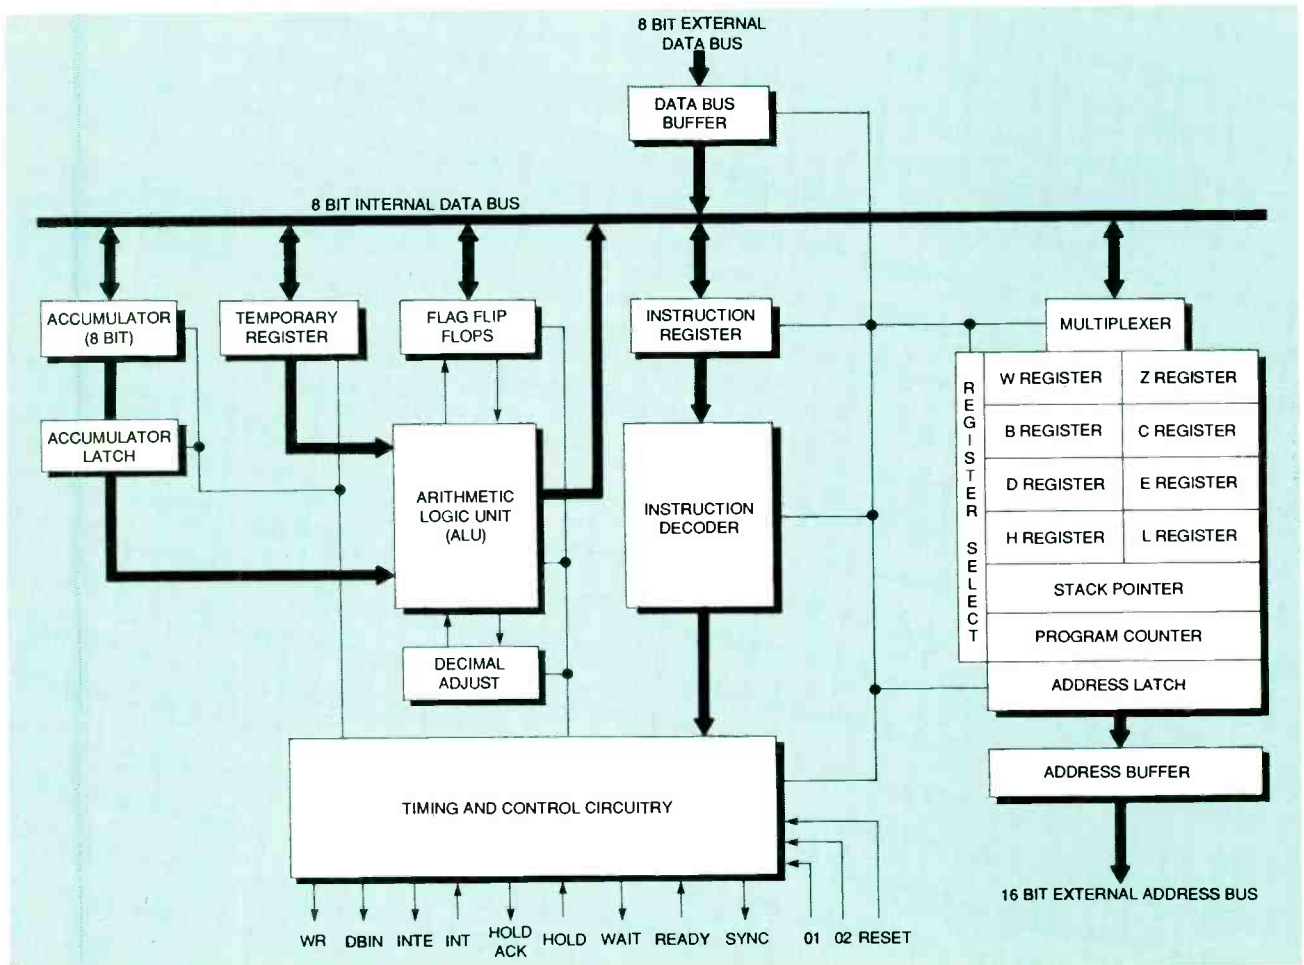 8 BIT EXTERNAL
DATA BUS
DATA BUS
BUFFER
8 BIT INTERNAL DATA BUS
ACCUMULATOR
(8 BIT)
TEMPORARY
REGISTER
FLAG FLIP
FLOPS
INSTRUCTION
REGISTER
MULTIPLEXER
REGISTER SELECT
W REGISTER
Z REGISTER
B REGISTER
C REGISTER
D REGISTER
E REGISTER
H REGISTER
L REGISTER
STACK POINTER
PROGRAM COUNTER
ADDRESS LATCH
ACCUMULATOR
LATCH
ARITHMETIC
LOGIC UNIT
(ALU)
INSTRUCTION
DECODER
DECIMAL
ADJUST
TIMING AND CONTROL CIRCUITRY
ADDRESS BUFFER
16 BIT EXTERNAL ADDRESS BUS
WR
DBIN
INTE
INT
HOLD
ACK
HOLD
WAIT
READY
SYNC
01
02
RESET